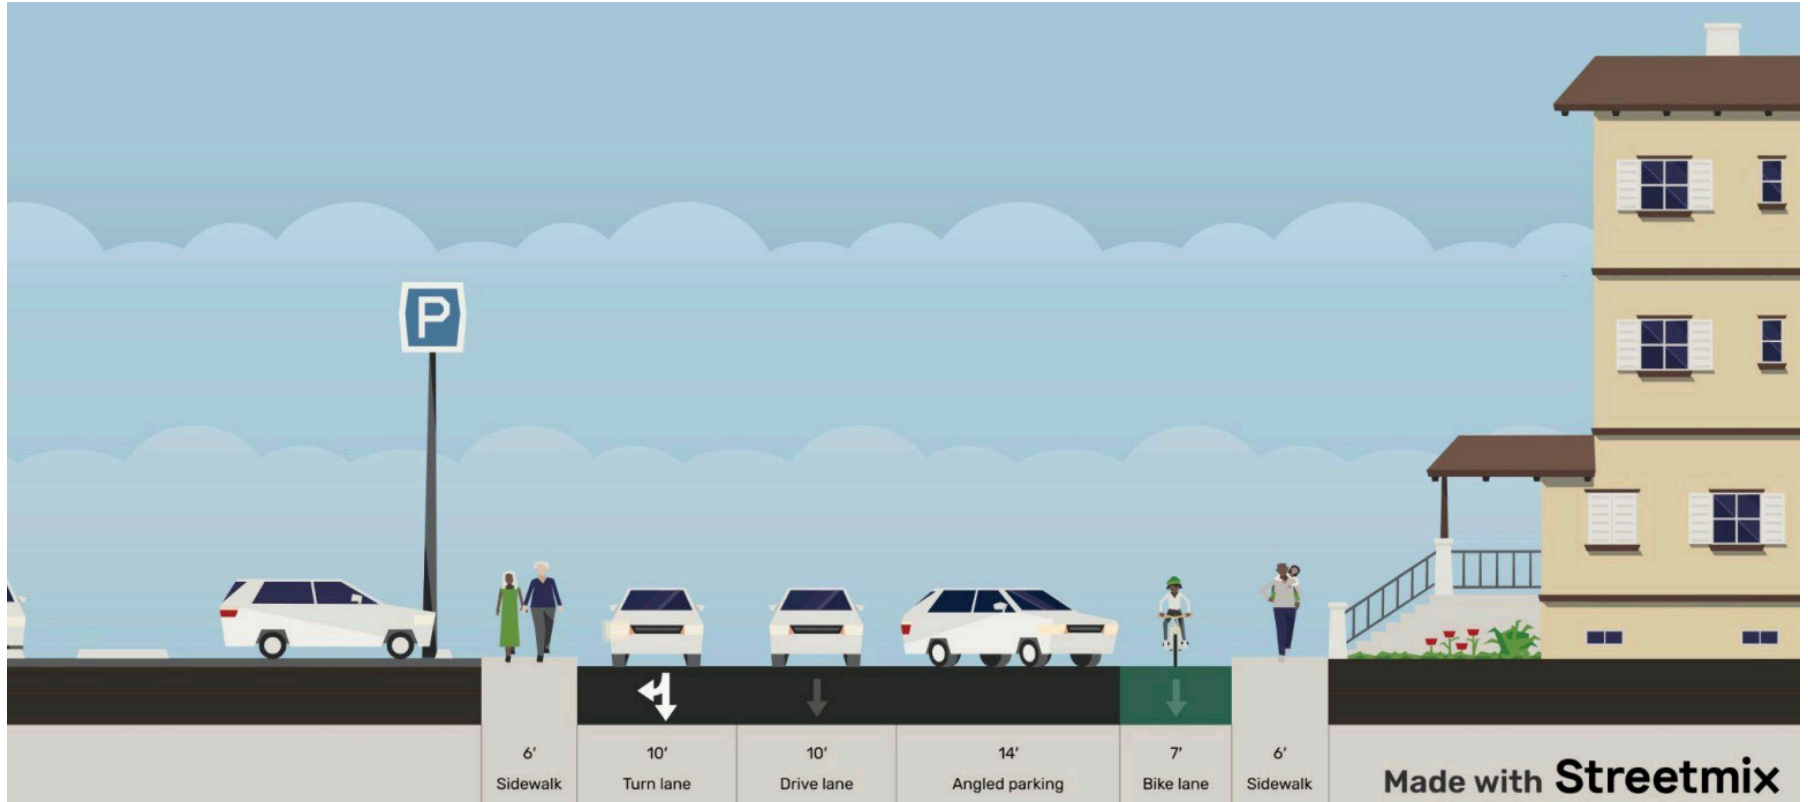 P
6′
Sidewalk
10′
Turn lane
10′
Drive lane
14′
Angled parking
7′
Bike lane
6′
Sidewalk
Made with Streetmix